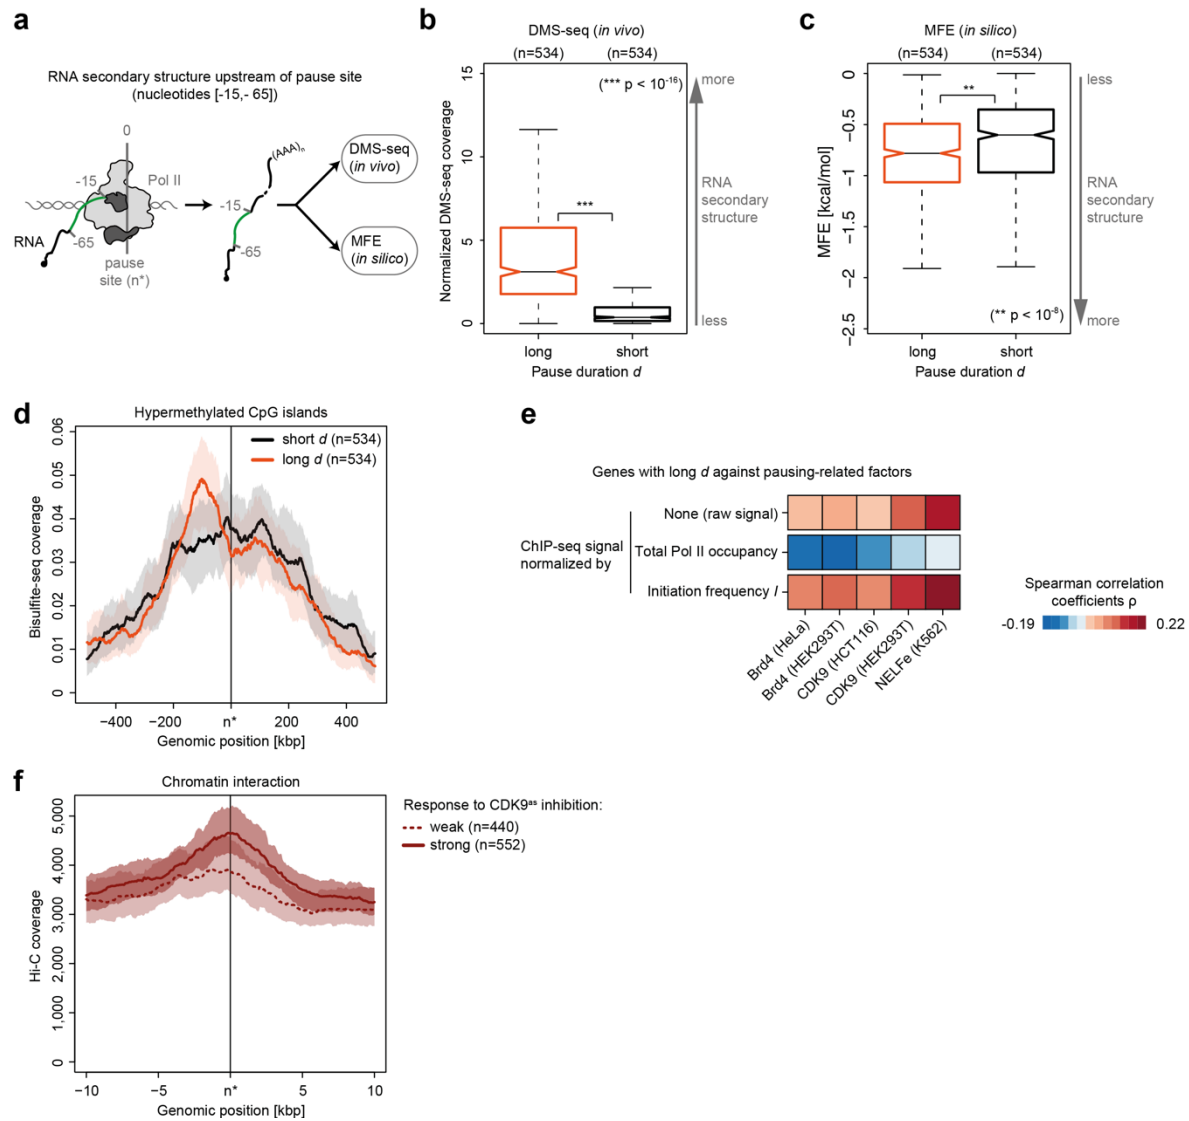 a
RNA secondary structure upstream of pause site
(nucleotides [-15,- 65])
0
-15
Pol II
RNA
-65
pause
site (n*)
(AAA)n
-15
-65
DMS-seq
(in vivo)
MFE
(in silico)
b
DMS-seq (in vivo)
(n=534) (n=534)
Normalized DMS-seq coverage
15
10
5
0
(*** p < 10-16)
***
more
RNA
secondary
structure
less
long short
Pause duration d
c
MFE (in silico)
(n=534) (n=534)
MFE [kcal/mol]
0
−0.5
−1
−1.5
−2
−2.5
**
(** p < 10-8)
less
RNA
secondary
structure
more
long short
Pause duration d
d
Hypermethylated CpG islands
Bisulfite-seq coverage
0.06
0.05
0.04
0.03
0.02
0.01
0
short d (n=534)
long d (n=534)
−400 −200 n* 200 400
Genomic position [kbp]
e
Genes with long d against pausing-related factors
ChIP-seq signal
normalized by
None (raw signal)
Total Pol II occupancy
Initiation frequency I
Brd4 (HeLa)
Brd4 (HEK293T)
CDK9 (HCT116)
CDK9 (HEK293T)
NELFe (K562)
Spearman correlation
coefficients ρ
-0.19 0.22
f
Chromatin interaction
Hi-C coverage
5,000
4,000
3,000
2,000
1,000
0
−10 −5 n* 5 10
Genomic position [kbp]
Response to CDK9as inhibition:
weak (n=440)
strong (n=552)